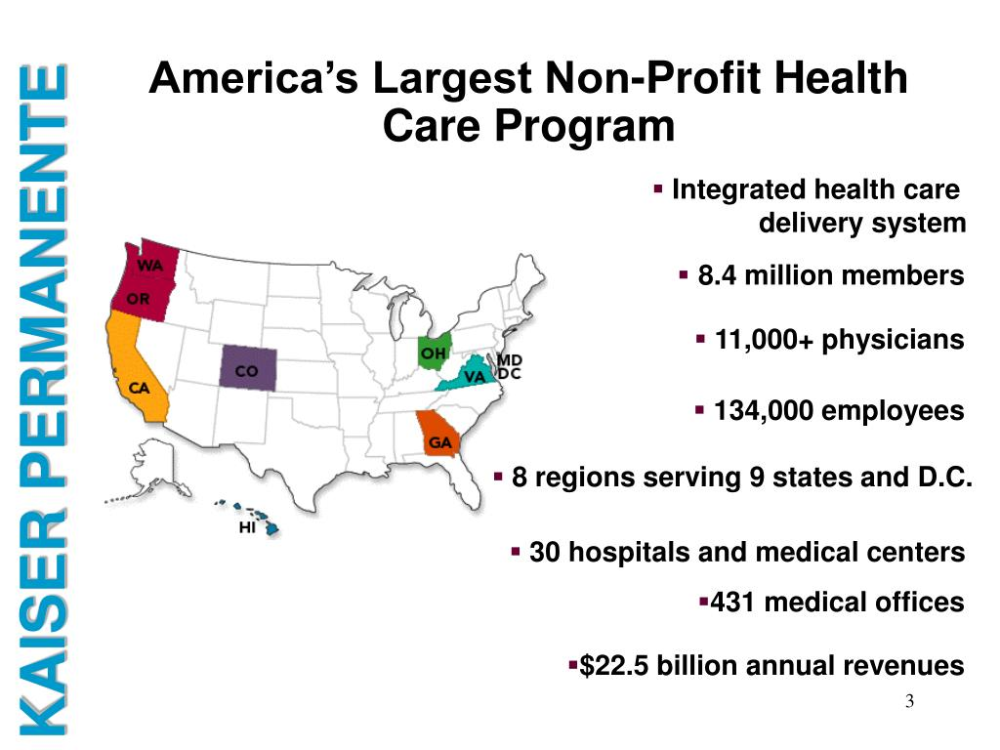 KAISER PERMANENTE
America’s Largest Non-Profit Health
Care Program
▪ Integrated health care
delivery system
▪ 8.4 million members
▪ 11,000+ physicians
▪ 134,000 employees
▪ 8 regions serving 9 states and D.C.
▪ 30 hospitals and medical centers
▪431 medical offices
▪$22.5 billion annual revenues
WA
OR
CA
CO
OH
VA
MD
DC
GA
HI
3